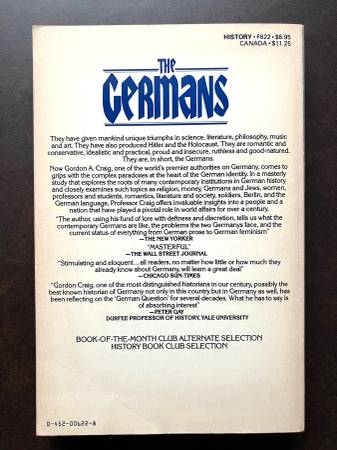 HISTORY • F622 • $8.95
CANADA • $11.25
THE
GERMANS
They have given mankind unique triumphs in science, literature, philosophy, music
and art. They have also produced Hitler and the Holocaust. They are romantic and
conservative, idealistic and practical, proud and insecure, ruthless and good-natured.
They are, in short, the Germans.
Now Gordon A. Craig, one of the world's premier authorities on Germany, comes to
grips with the complex paradoxes at the heart of the German identity. In a masterly
study that explores the roots of many contemporary institutions in German history
and closely examines such topics as religion, money, Germans and Jews, women,
professors and students, romantics, literature and society, soldiers, Berlin, and the
German language, Professor Craig offers invaluable insights into a people and a
nation that have played a pivotal role in world affairs for over a century.
"The author, using his fund of lore with deftness and discretion, tells us what the
contemporary Germans are like, the problems the two Germanys face, and the
current status of everything from German prose to German feminism"
—THE NEW YORKER
"MASTERFUL"
—THE WALL STREET JOURNAL
"Stimulating and eloquent....all readers, no matter how little or how much they
already know about Germany, will learn a great deal"
—CHICAGO SUN-TIMES
"Gordon Craig, one of the most distinguished historians in our century, possibly the
best known historian of Germany not only in this country but in Germany as well, has
been reflecting on the 'German Question' for several decades. What he has to say is
of absorbing interest"
—PETER GAY
DURFEE PROFESSOR OF HISTORY, YALE UNIVERSITY
BOOK-OF-THE-MONTH CLUB ALTERNATE SELECTION
HISTORY BOOK CLUB SELECTION
0-452-00622-8